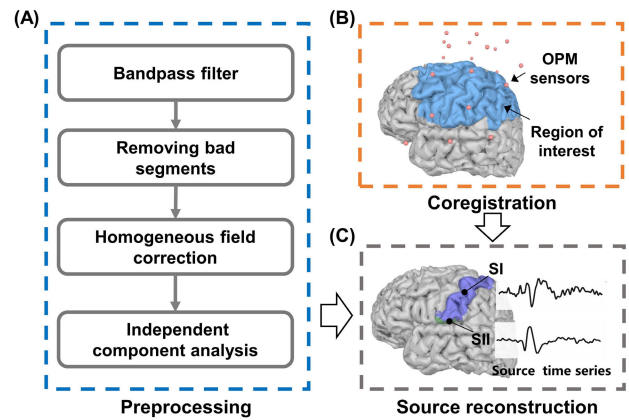 (A)
Bandpass filter
Removing bad
segments
Homogeneous field
correction
Independent
component analysis
Preprocessing
(B)
OPM
sensors
Region of
interest
Coregistration
(C)
SI
SII
Source time series
Source reconstruction